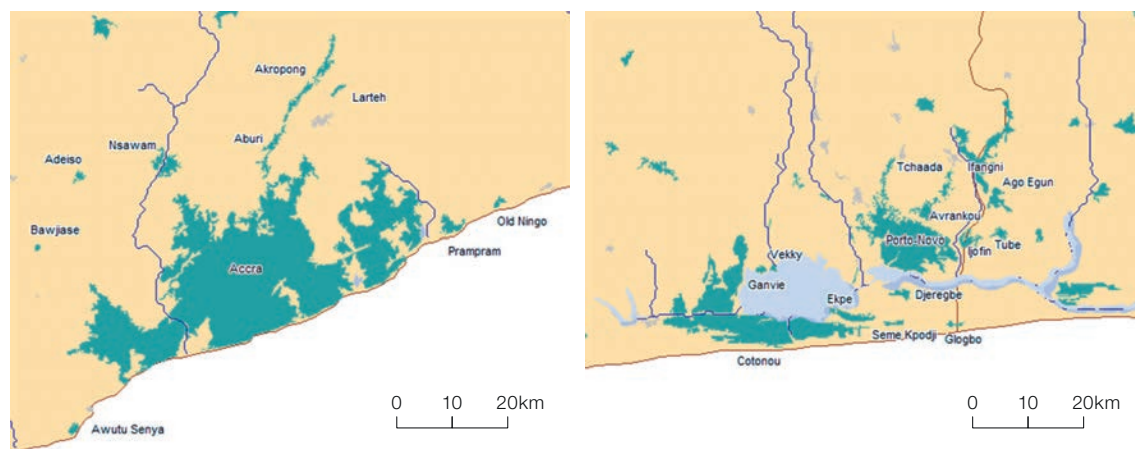 Akropong
Larteh
Aburi
Nsawam
Adeiso
Bawjiase
Accra
Old Ningo
Prampram
Awutu Senya
0 10 20km
Tchaada
Ifangni
Ago Egun
Avrankou
Porto-Novo
Ijofin
Tube
Vekky
Ganvie
Ekpe
Djeregbe
Seme Kpodji
Glogbo
Cotonou
0 10 20km